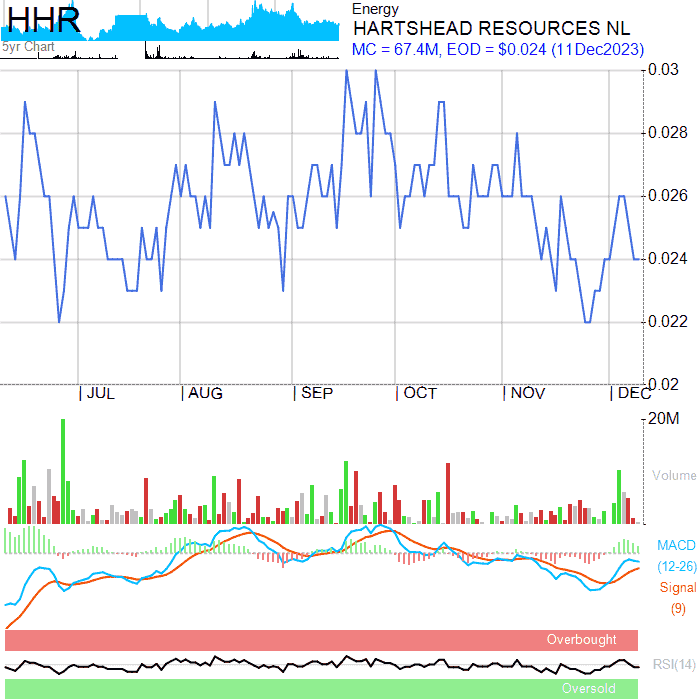 HHR
5yr Chart
Energy
HARTSHEAD RESOURCES NL
MC = 67.4M, EOD = $0.024 (11Dec2023)
0.03
0.028
0.026
0.024
0.022
0.02
JUL AUG SEP OCT NOV DEC
20M
Volume
MACD
(12-26)
Signal
(9)
Overbought
RSI(14)
Oversold